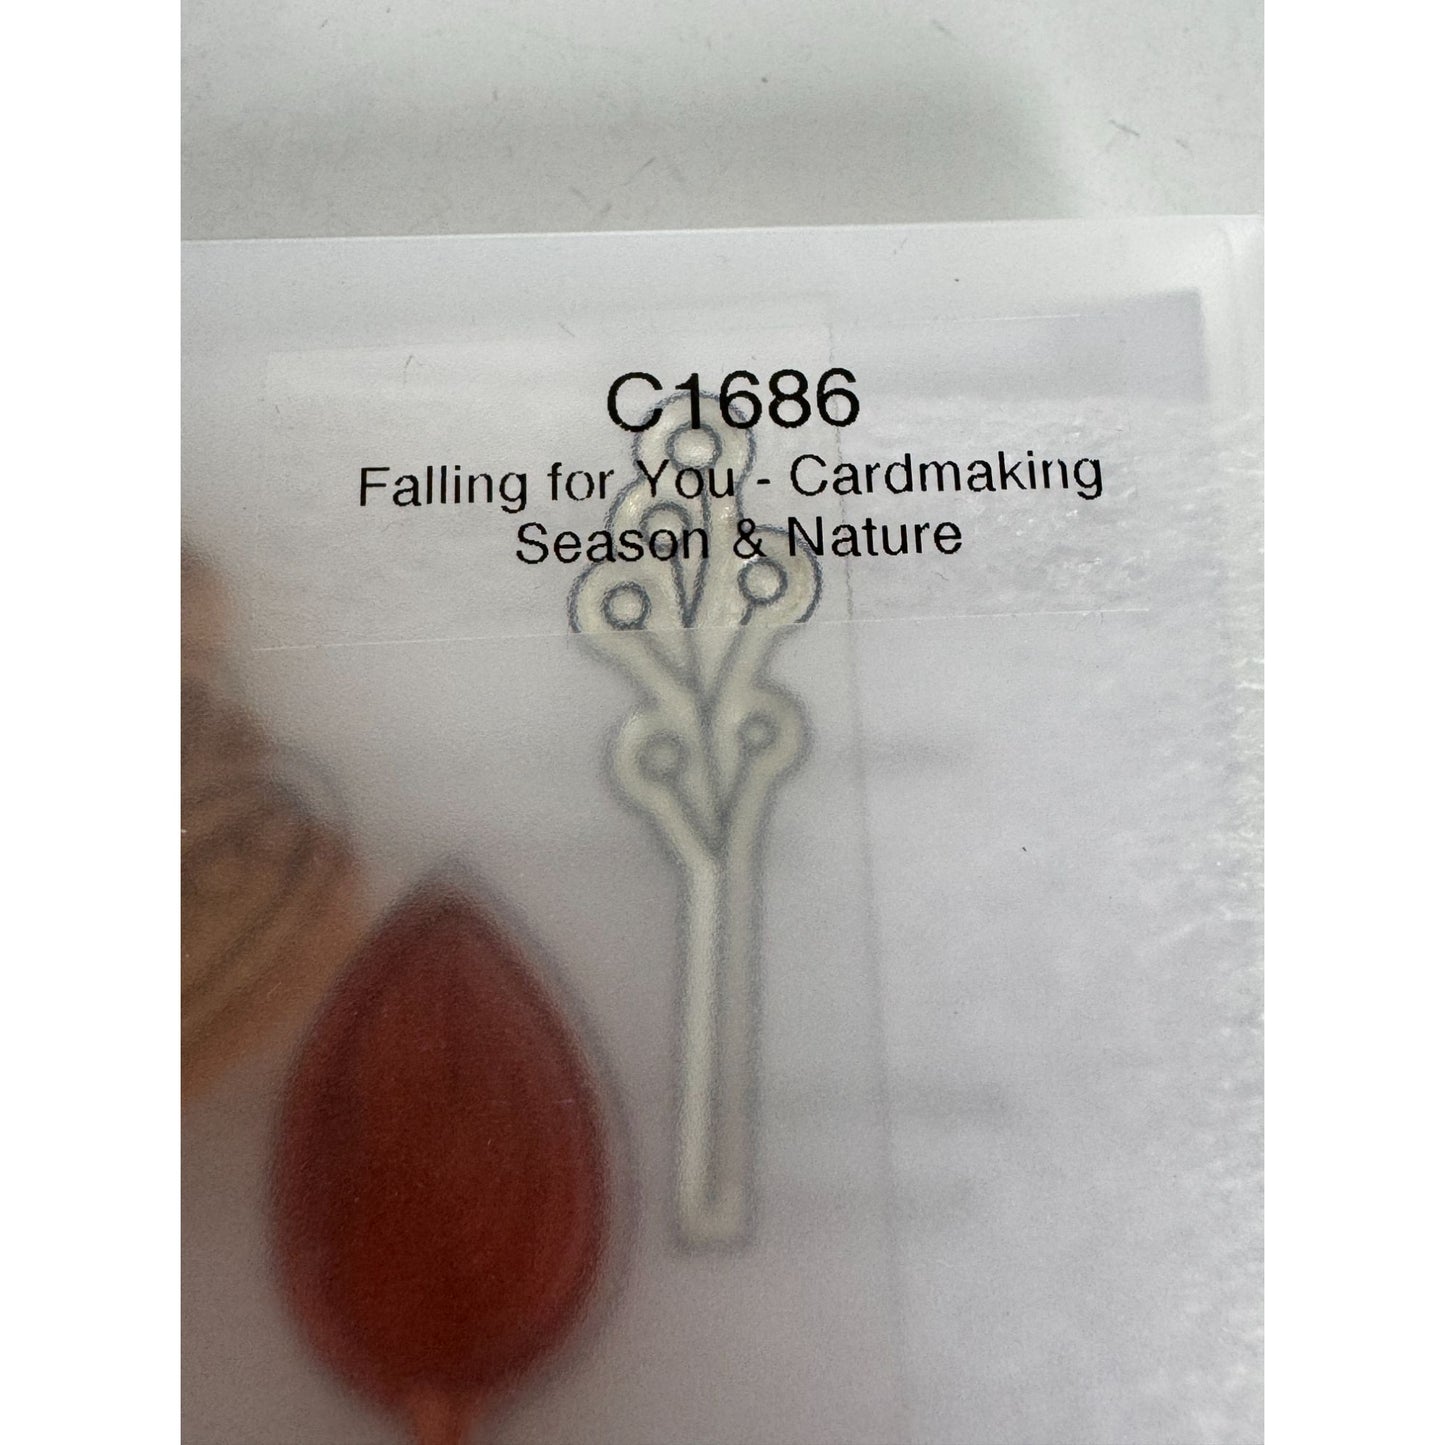 C1686
Falling for You - Cardmaking
Season & Nature